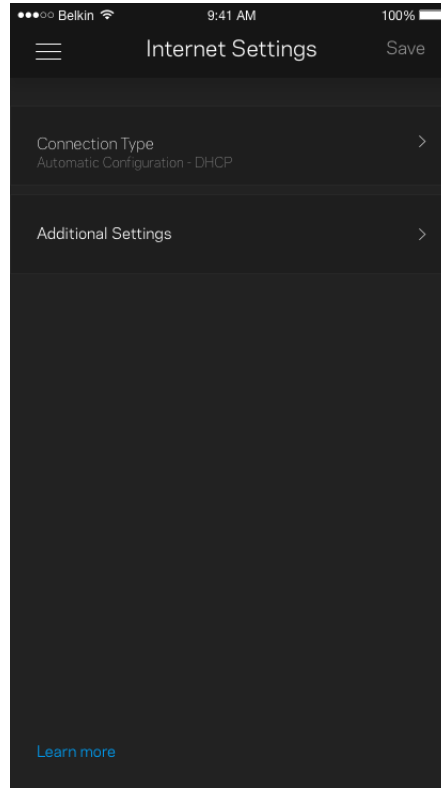 Belkin 9:41 AM 100%
Internet Settings Save
Connection Type
Automatic Configuration - DHCP
Additional Settings
Learn more